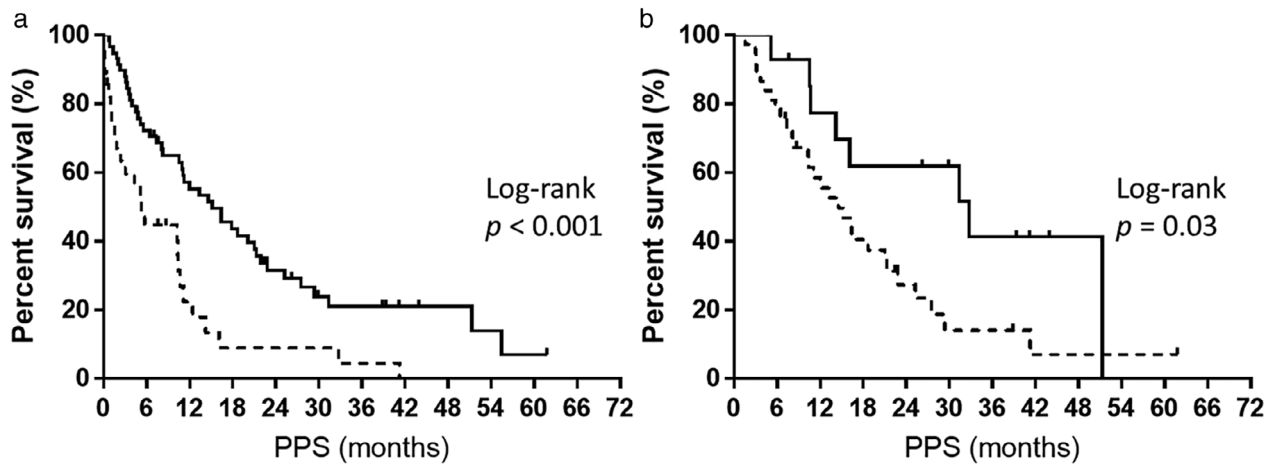 a
100
80
60
40
20
0
Percent survival (%)
Log-rank
p < 0.001
0 6 12 18 24 30 36 42 48 54 60 66 72
PPS (months)
b
100
80
60
40
20
0
Percent survival (%)
Log-rank
p = 0.03
0 6 12 18 24 30 36 42 48 54 60 66 72
PPS (months)